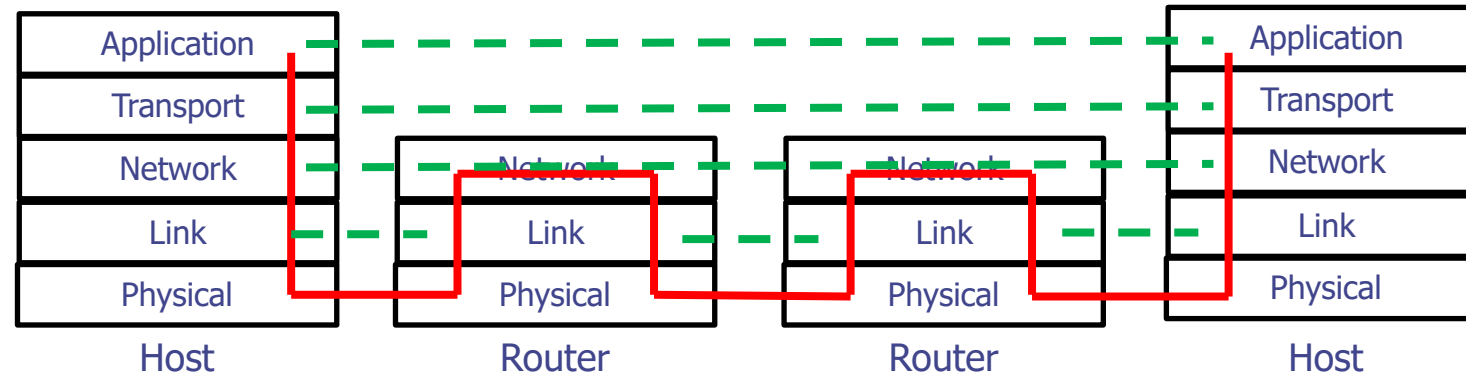 Application
Transport
Network
Link
Physical
Host
Network
Link
Physical
Router
Network
Link
Physical
Router
Application
Transport
Network
Link
Physical
Host